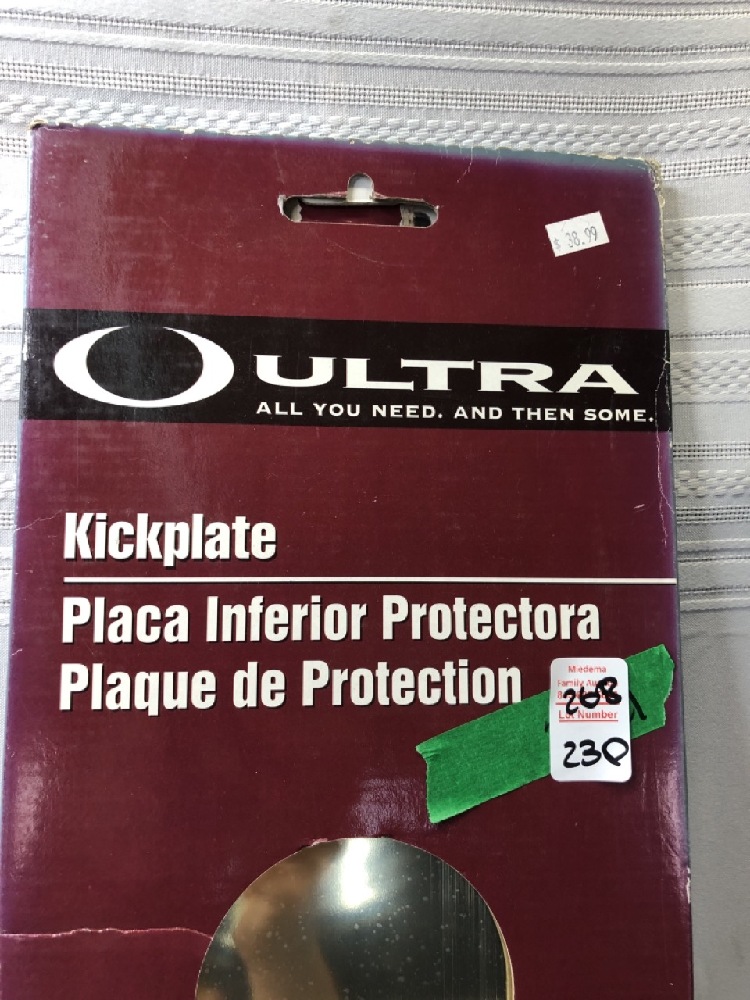 $ 38.99
ULTRA
ALL YOU NEED. AND THEN SOME.
Kickplate
Placa Inferior Protectora
Plaque de Protection
Miedema
Family
268
Lot Number
230